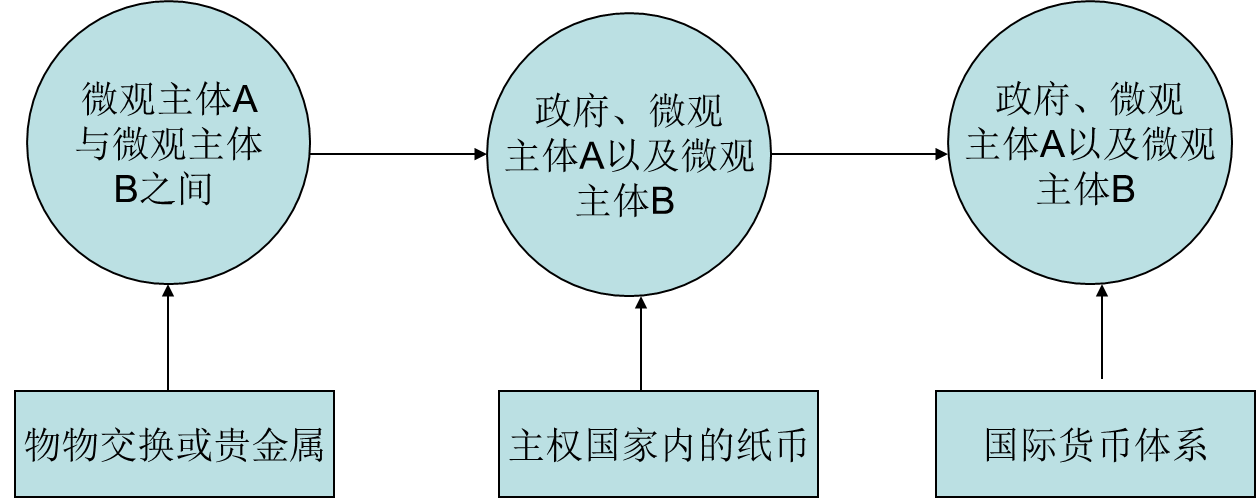 微观主体A
与微观主体
B之间
政府、微观
主体A以及微观
主体B
政府、微观
主体A以及微观
主体B
物物交换或贵金属
主权国家内的纸币
国际货币体系